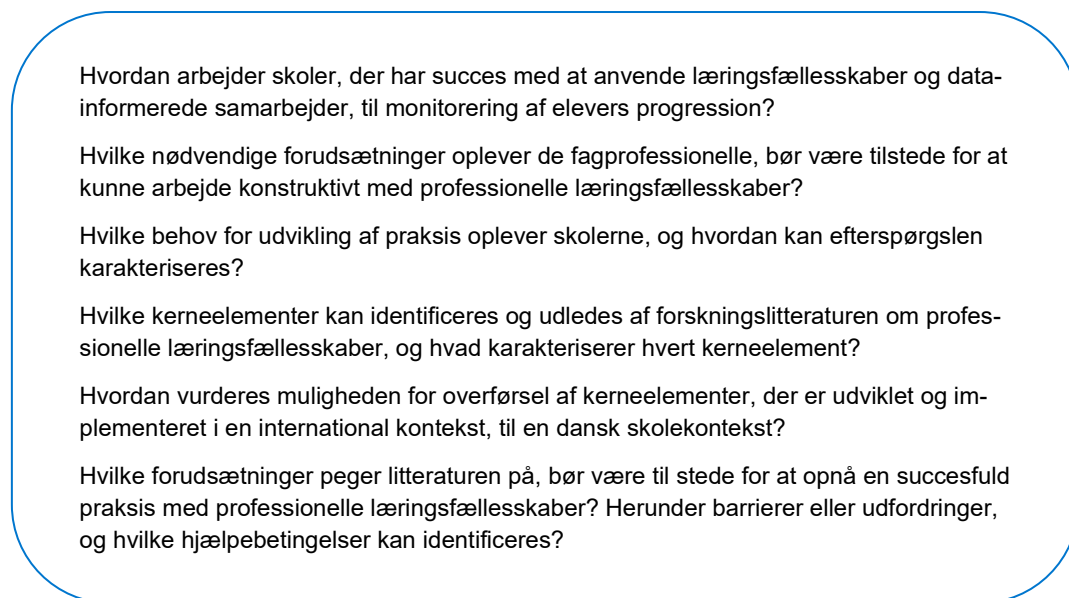 Hvordan arbejder skoler, der har succes med at anvende læringsfællesskaber og data-
informerede samarbejder, til monitorering af elevers progression?
Hvilke nødvendige forudsætninger oplever de fagprofessionelle, bør være tilstede for at
kunne arbejde konstruktivt med professionelle læringsfællesskaber?
Hvilke behov for udvikling af praksis oplever skolerne, og hvordan kan efterspørgslen
karakteriseres?
Hvilke kerneelementer kan identificeres og udledes af forskningslitteraturen om profes-
sionelle læringsfællesskaber, og hvad karakteriserer hvert kerneelement?
Hvordan vurderes muligheden for overførsel af kerneelementer, der er udviklet og im-
plementeret i en international kontekst, til en dansk skolekontekst?
Hvilke forudsætninger peger litteraturen på, bør være til stede for at opnå en succesfuld
praksis med professionelle læringsfællesskaber? Herunder barrierer eller udfordringer,
og hvilke hjælpebetingelser kan identificeres?